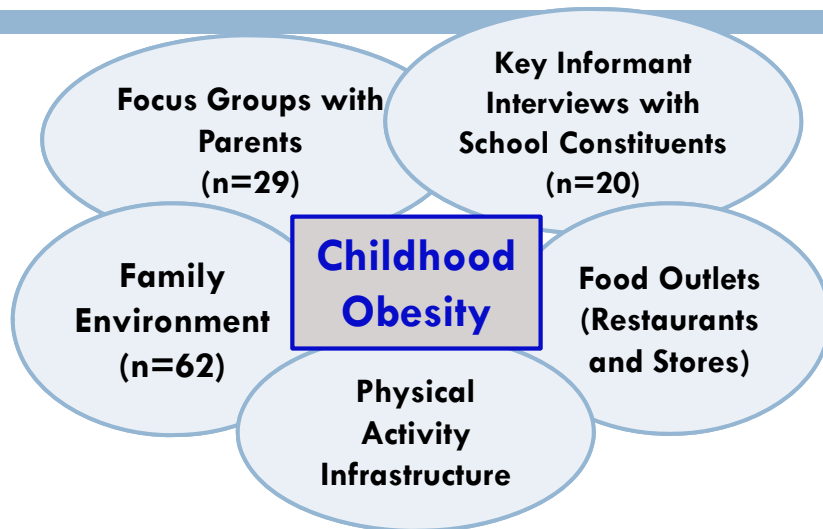 Focus Groups with
Parents
(n=29)
Key Informant
Interviews with
School Constituents
(n=20)
Childhood
Obesity
Family
Environment
(n=62)
Food Outlets
(Restaurants
and Stores)
Physical
Activity
Infrastructure